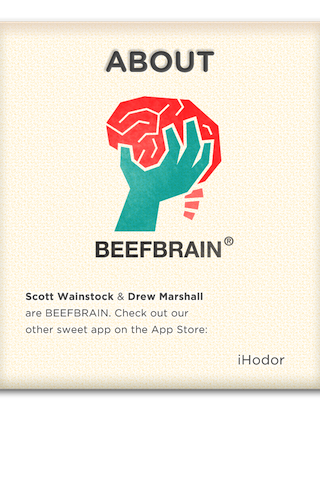 ABOUT
BEEFBRAIN®
Scott Wainstock & Drew Marshall
are BEEFBRAIN. Check out our
other sweet app on the App Store:
iHodor